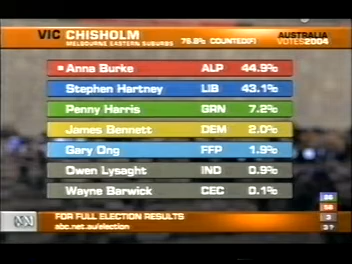 VIC CHISHOLM
MELBOURNE EASTERN SUBURBS
79.8% COUNTED(F)
AUSTRALIA
VOTES2004
Anna Burke ALP 44.9%
Stephen Hartney LIB 43.1%
Penny Harris GRN 7.2%
James Bennett DEM 2.0%
Gary Ong FFP 1.9%
Owen Lysaght IND 0.9%
Wayne Barwick CEC 0.1%
FOR FULL ELECTION RESULTS
abc.net.au/election